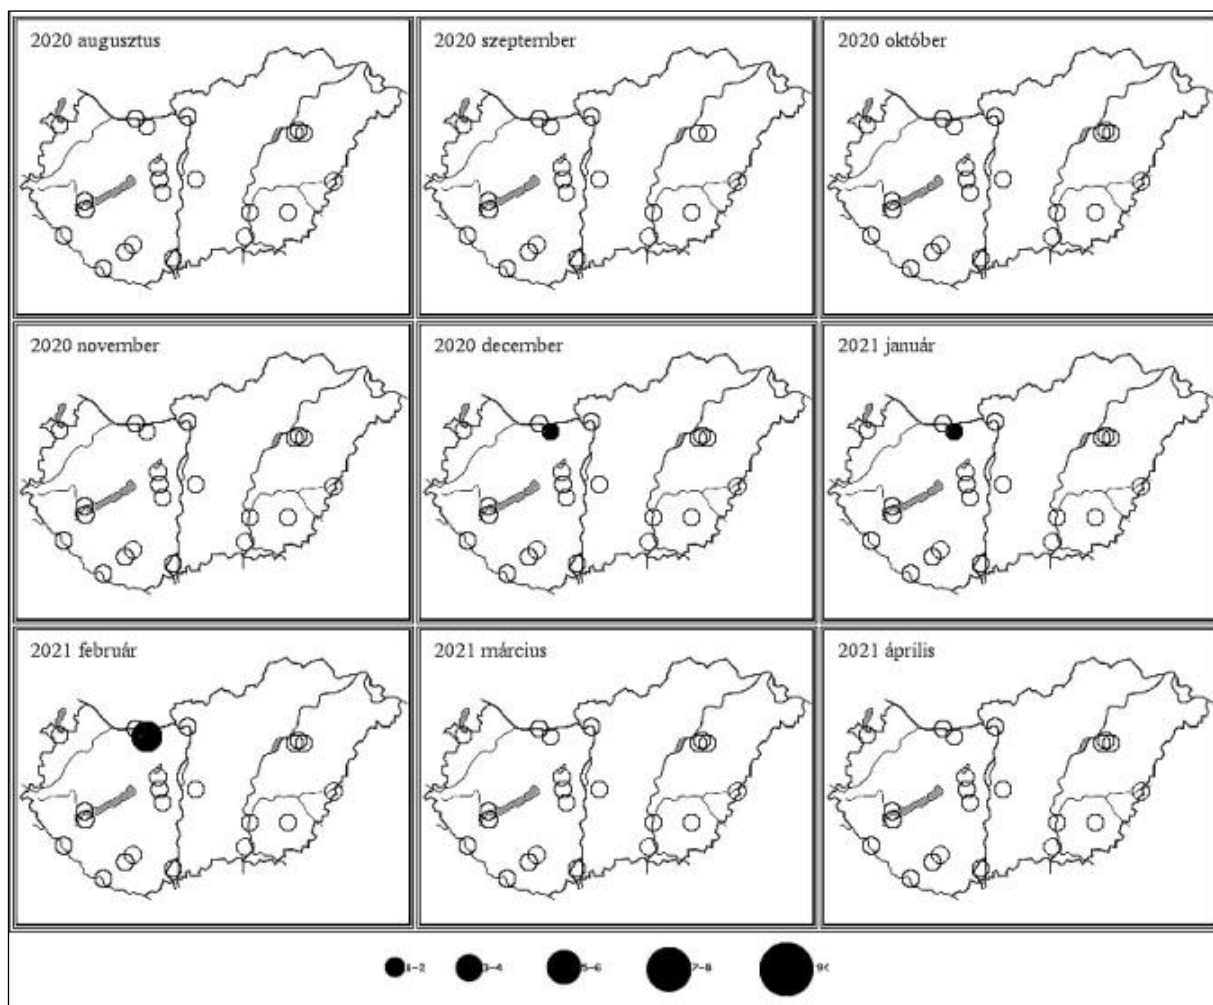 2020 augusztus
2020 szeptember
2020 október
2020 november
2020 december
2021 január
2021 február
2021 március
2021 április
1-2
3-4
5-6
7-8
9<